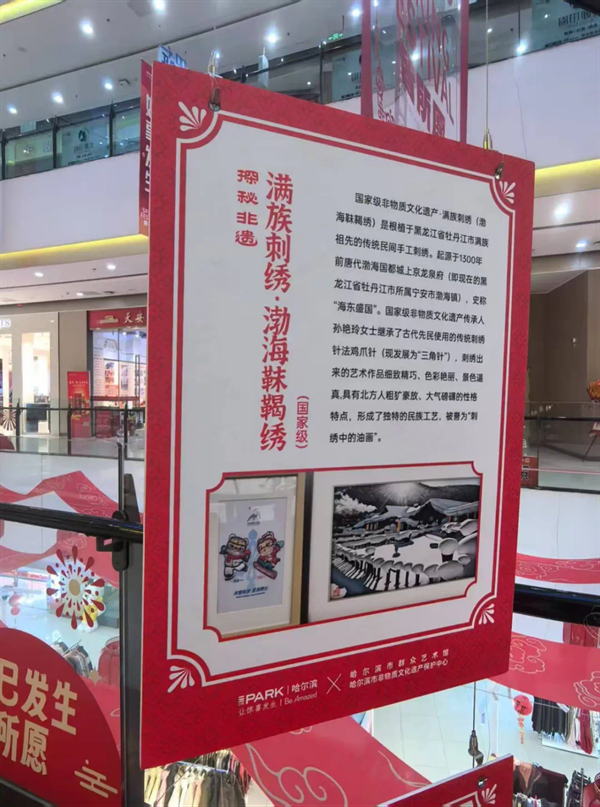 探秘非遗
满族刺绣·渤海靺鞨绣
(国家级)
国家级非物质文化遗产·满族刺绣（渤
海靺鞨绣）是根植于黑龙江省牡丹江市满族
祖先的传统民间手工刺绣。起源于1300年
前唐代渤海国都城上京龙泉府（即现在的黑
龙江省牡丹江市所属宁安市渤海镇），史称
“海东盛国”。国家级非物质文化遗产传承人
孙艳玲女士继承了古代先民使用的传统刺绣
针法鸡爪针（现发展为“三角针”），刺绣出
来的艺术作品细致精巧、色彩艳丽、景色逼
真,具有北方人粗犷豪放、大气磅礴的性格
特点，形成了独特的民族工艺，被誉为“刺
绣中的油画”。
PARK 哈尔滨
让惊喜发生 Be Amazed
×
哈尔滨市群众艺术馆
哈尔滨市非物质文化遗产保护中心
巳发生
所愿